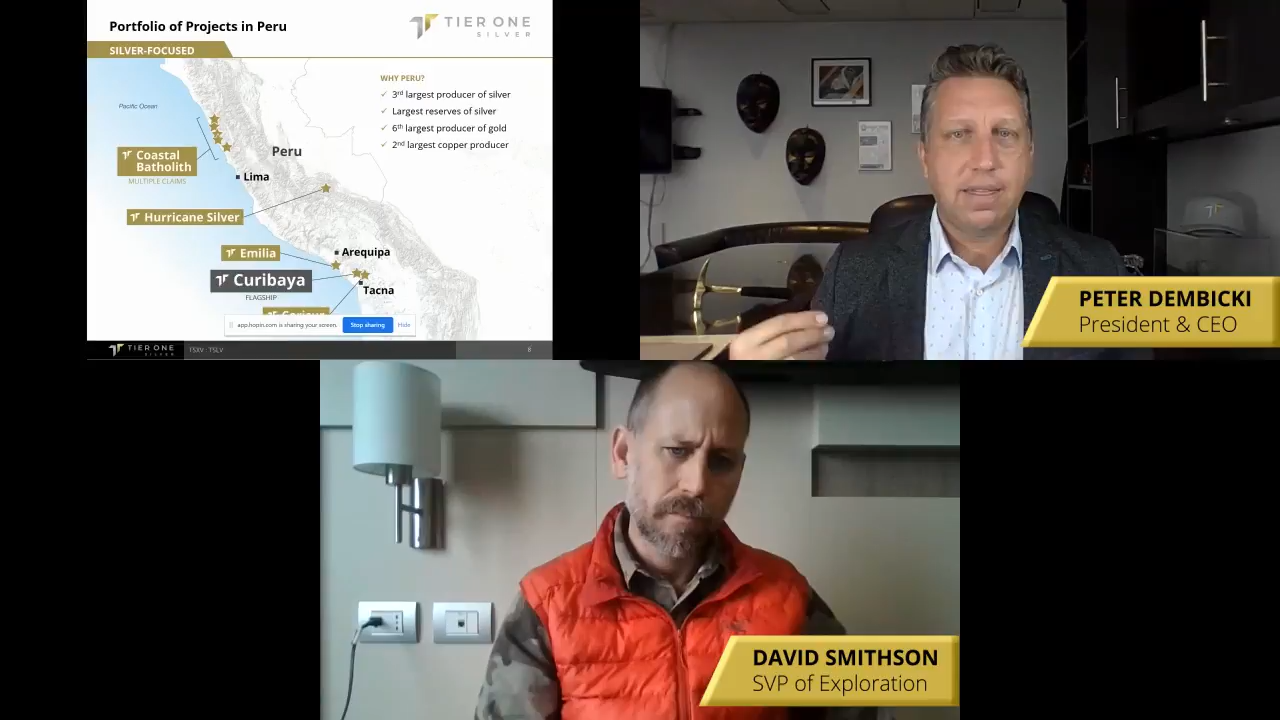 Portfolio of Projects in Peru
TIER ONE
SILVER
SILVER-FOCUSED
WHY PERU?
✓ 3rd largest producer of silver
✓ Largest reserves of silver
✓ 6th largest producer of gold
✓ 2nd largest copper producer
Pacific Ocean
Peru
Coastal
Batholith
MULTIPLE CLAIMS
Lima
Hurricane Silver
Emilia
Arequipa
Curibaya
FLAGSHIP
Tacna
app.hopin.com is sharing your screen.
Stop sharing
Hide
TIER ONE
SILVER
TSXV : TSLV
8
PETER DEMBICKI
President & CEO
DAVID SMITHSON
SVP of Exploration